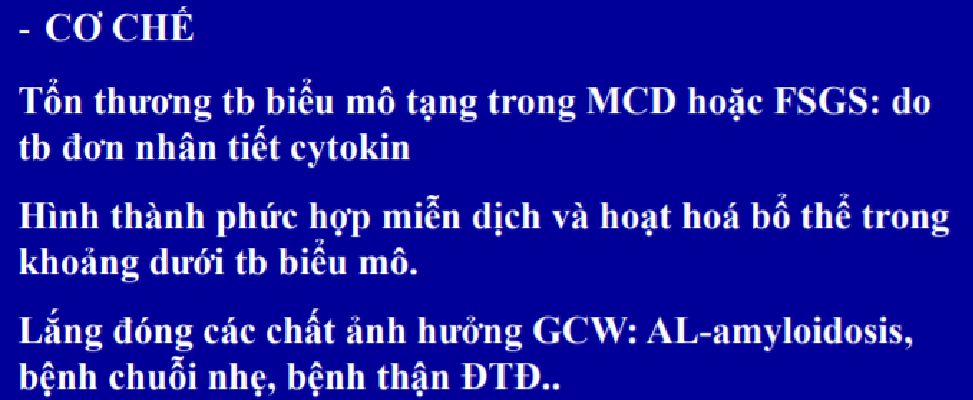 - CƠ CHẾ
Tổn thương tb biểu mô tạng trong MCD hoặc FSGS: do
tb đơn nhân tiết cytokin
Hình thành phức hợp miễn dịch và hoạt hoá bổ thể trong
khoảng dưới tb biểu mô.
Lắng đóng các chất ảnh hưởng GCW: AL-amyloidosis,
bệnh chuỗi nhẹ, bệnh thận ĐTĐ..